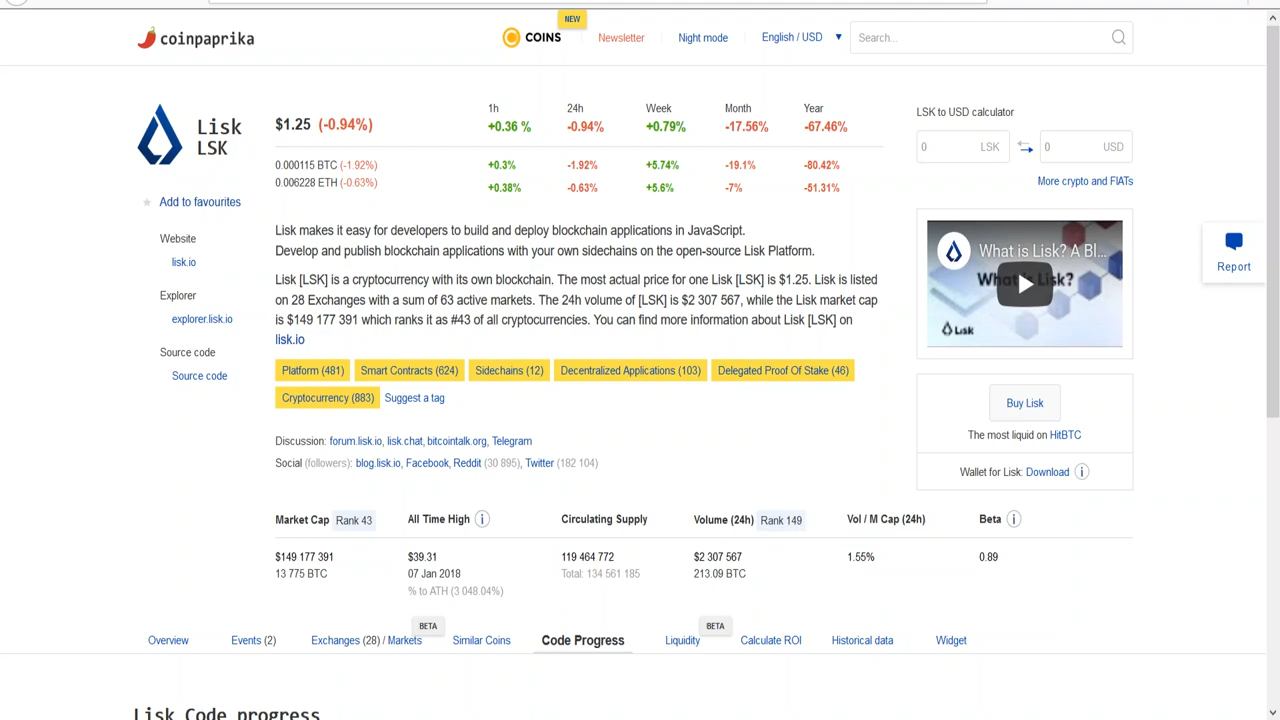 coinpaprika
NEW
COINS
Newsletter
Night mode
English / USD
Search...
Lisk
LSK
$1.25 (-0.94%)
1h 24h Week Month Year
+0.36 % -0.94% +0.79% -17.56% -67.46%
0.000115 BTC (-1.92%) +0.3% -1.92% +5.74% -19.1% -80.42%
0.006228 ETH (-0.63%) +0.38% -0.63% +5.6% -7% -51.31%
LSK to USD calculator
0 LSK 0 USD
More crypto and FIATs
Add to favourites
Website
lisk.io
Explorer
explorer.lisk.io
Source code
Source code
Lisk makes it easy for developers to build and deploy blockchain applications in JavaScript.
Develop and publish blockchain applications with your own sidechains on the open-source Lisk Platform.
Lisk [LSK] is a cryptocurrency with its own blockchain. The most actual price for one Lisk [LSK] is $1.25. Lisk is listed
on 28 Exchanges with a sum of 63 active markets. The 24h volume of [LSK] is $2 307 567, while the Lisk market cap
is $149 177 391 which ranks it as #43 of all cryptocurrencies. You can find more information about Lisk [LSK] on
lisk.io
Platform (481) Smart Contracts (624) Sidechains (12) Decentralized Applications (103) Delegated Proof Of Stake (46)
Cryptocurrency (883) Suggest a tag
Discussion: forum.lisk.io, lisk.chat, bitcointalk.org, Telegram
Social (followers): blog.lisk.io, Facebook, Reddit (30 895), Twitter (182 104)
What is Lisk? A Bl...
What is Lisk?
Lisk
Report
Buy Lisk
The most liquid on HitBTC
Wallet for Lisk: Download
Market Cap Rank 43 All Time High Circulating Supply Volume (24h) Rank 149 Vol / M Cap (24h) Beta
$149 177 391 $39.31 119 464 772 $2 307 567 1.55% 0.89
13 775 BTC 07 Jan 2018 Total: 134 561 185 213.09 BTC
% to ATH (3 048.04%)
BETA BETA
Overview Events (2) Exchanges (28) / Markets Similar Coins Code Progress Liquidity Calculate ROI Historical data Widget
Lisk Code progress